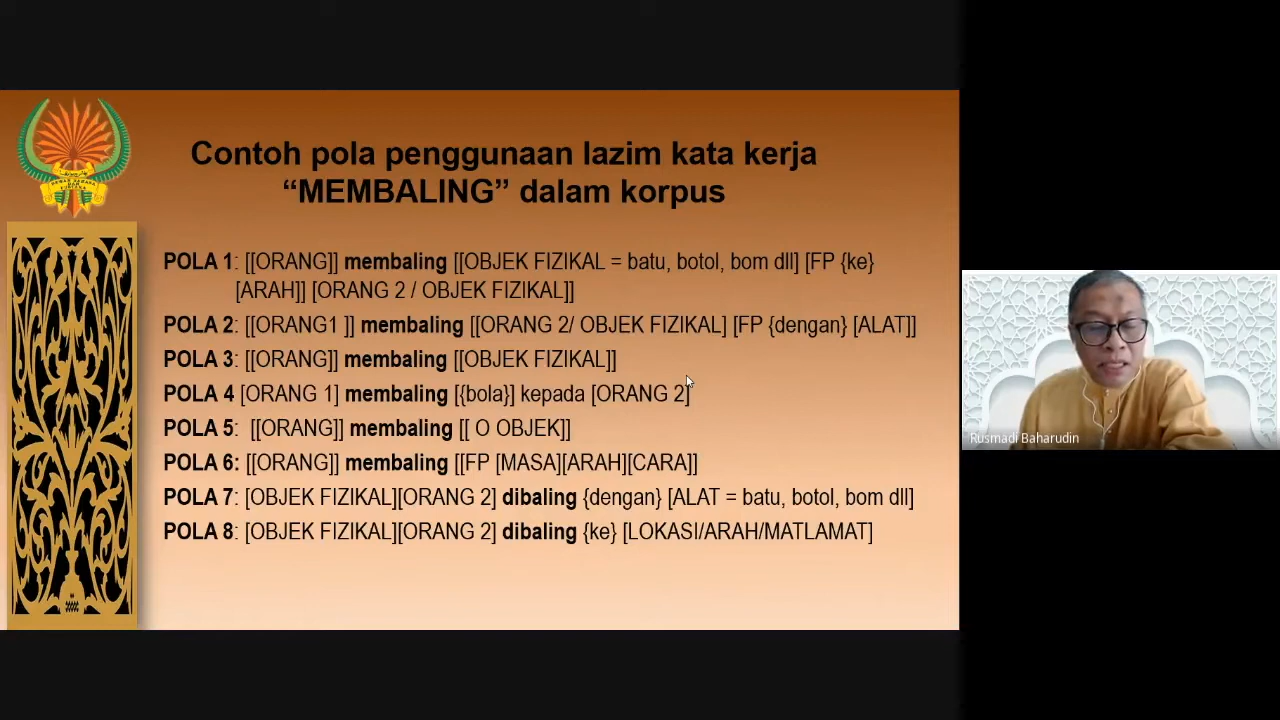 Contoh pola penggunaan lazim kata kerja
“MEMBALING” dalam korpus
POLA 1: [[ORANG]] membaling [[OBJEK FIZIKAL = batu, botol, bom dll] [FP {ke}
[ARAH]] [ORANG 2 / OBJEK FIZIKAL]]
POLA 2: [[ORANG1 ]] membaling [[ORANG 2/ OBJEK FIZIKAL] [FP {dengan} [ALAT]]
POLA 3: [[ORANG]] membaling [[OBJEK FIZIKAL]]
POLA 4 [ORANG 1] membaling [{bola}] kepada [ORANG 2]
POLA 5: [[ORANG]] membaling [[ O OBJEK]]
POLA 6: [[ORANG]] membaling [[FP [MASA][ARAH][CARA]]
POLA 7: [OBJEK FIZIKAL][ORANG 2] dibaling {dengan} [ALAT = batu, botol, bom dll]
POLA 8: [OBJEK FIZIKAL][ORANG 2] dibaling {ke} [LOKASI/ARAH/MATLAMAT]
Rusmadi Baharudin